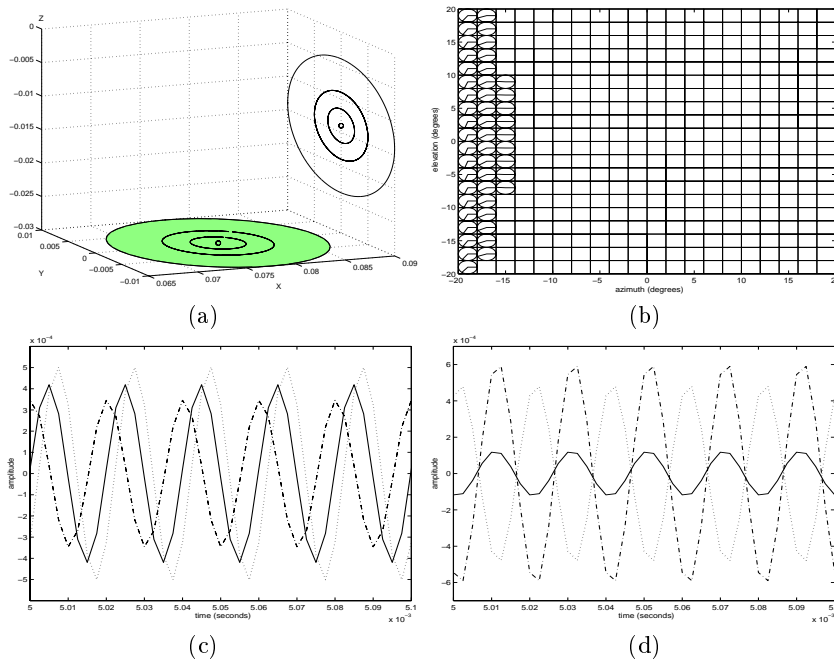 Z
0
−0.005
−0.01
−0.015
−0.02
−0.025
−0.03
0.01
0.005
0
−0.005
−0.01
Y
0.065
0.07
0.075
0.08
0.085
0.09
X
(a)
20
15
10
5
0
−5
−10
−15
−20
elevation (degrees)
−20 −15 −10 −5 0 5 10 15 20
azimuth (degrees)
(b)
x 10⁻⁴
5
4
3
2
1
0
−1
−2
−3
−4
−5
amplitude
5 5.01 5.02 5.03 5.04 5.05 5.06 5.07 5.08 5.09 5.1
time (seconds)
x 10⁻³
(c)
x 10⁻⁴
6
4
2
0
−2
−4
−6
amplitude
5 5.01 5.02 5.03 5.04 5.05 5.06 5.07 5.08 5.09 5.1
time (seconds)
x 10⁻³
(d)